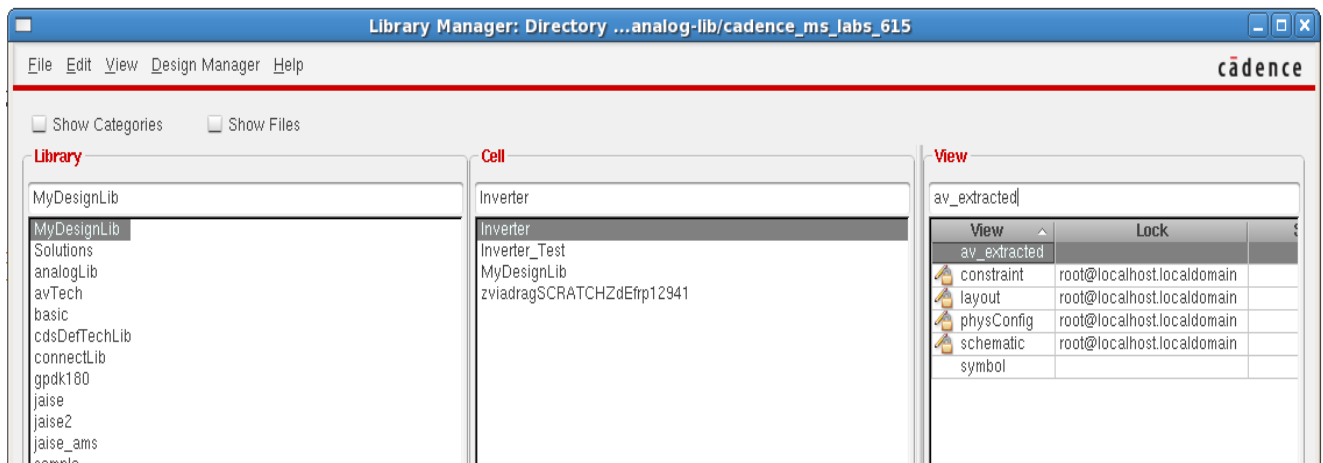 Library Manager: Directory ...analog-lib/cadence_ms_labs_615
File Edit View Design Manager Help
cādence
Show Categories Show Files
Library
MyDesignLib
MyDesignLib
Solutions
analogLib
avTech
basic
cdsDefTechLib
connectLib
gpdk180
jaise
jaise2
jaise_ams
Cell
Inverter
Inverter
Inverter_Test
MyDesignLib
zviadragSCRATCHZdEfrp12941
View
av_extracted
View Lock
av_extracted
constraint root@localhost.localdomain
layout root@localhost.localdomain
physConfig root@localhost.localdomain
schematic root@localhost.localdomain
symbol